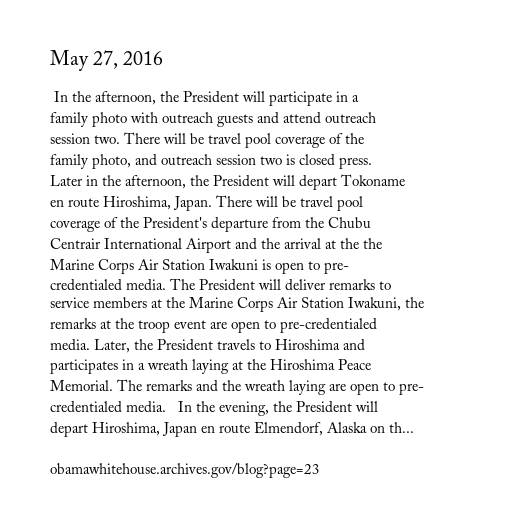 May 27, 2016
In the afternoon, the President will participate in a
family photo with outreach guests and attend outreach
session two. There will be travel pool coverage of the
family photo, and outreach session two is closed press.
Later in the afternoon, the President will depart Tokoname
en route Hiroshima, Japan. There will be travel pool
coverage of the President's departure from the Chubu
Centrair International Airport and the arrival at the the
Marine Corps Air Station Iwakuni is open to pre-
credentialed media. The President will deliver remarks to
service members at the Marine Corps Air Station Iwakuni, the
remarks at the troop event are open to pre-credentialed
media. Later, the President travels to Hiroshima and
participates in a wreath laying at the Hiroshima Peace
Memorial. The remarks and the wreath laying are open to pre-
credentialed media.   In the evening, the President will
depart Hiroshima, Japan en route Elmendorf, Alaska on th...
obamawhitehouse.archives.gov/blog?page=23